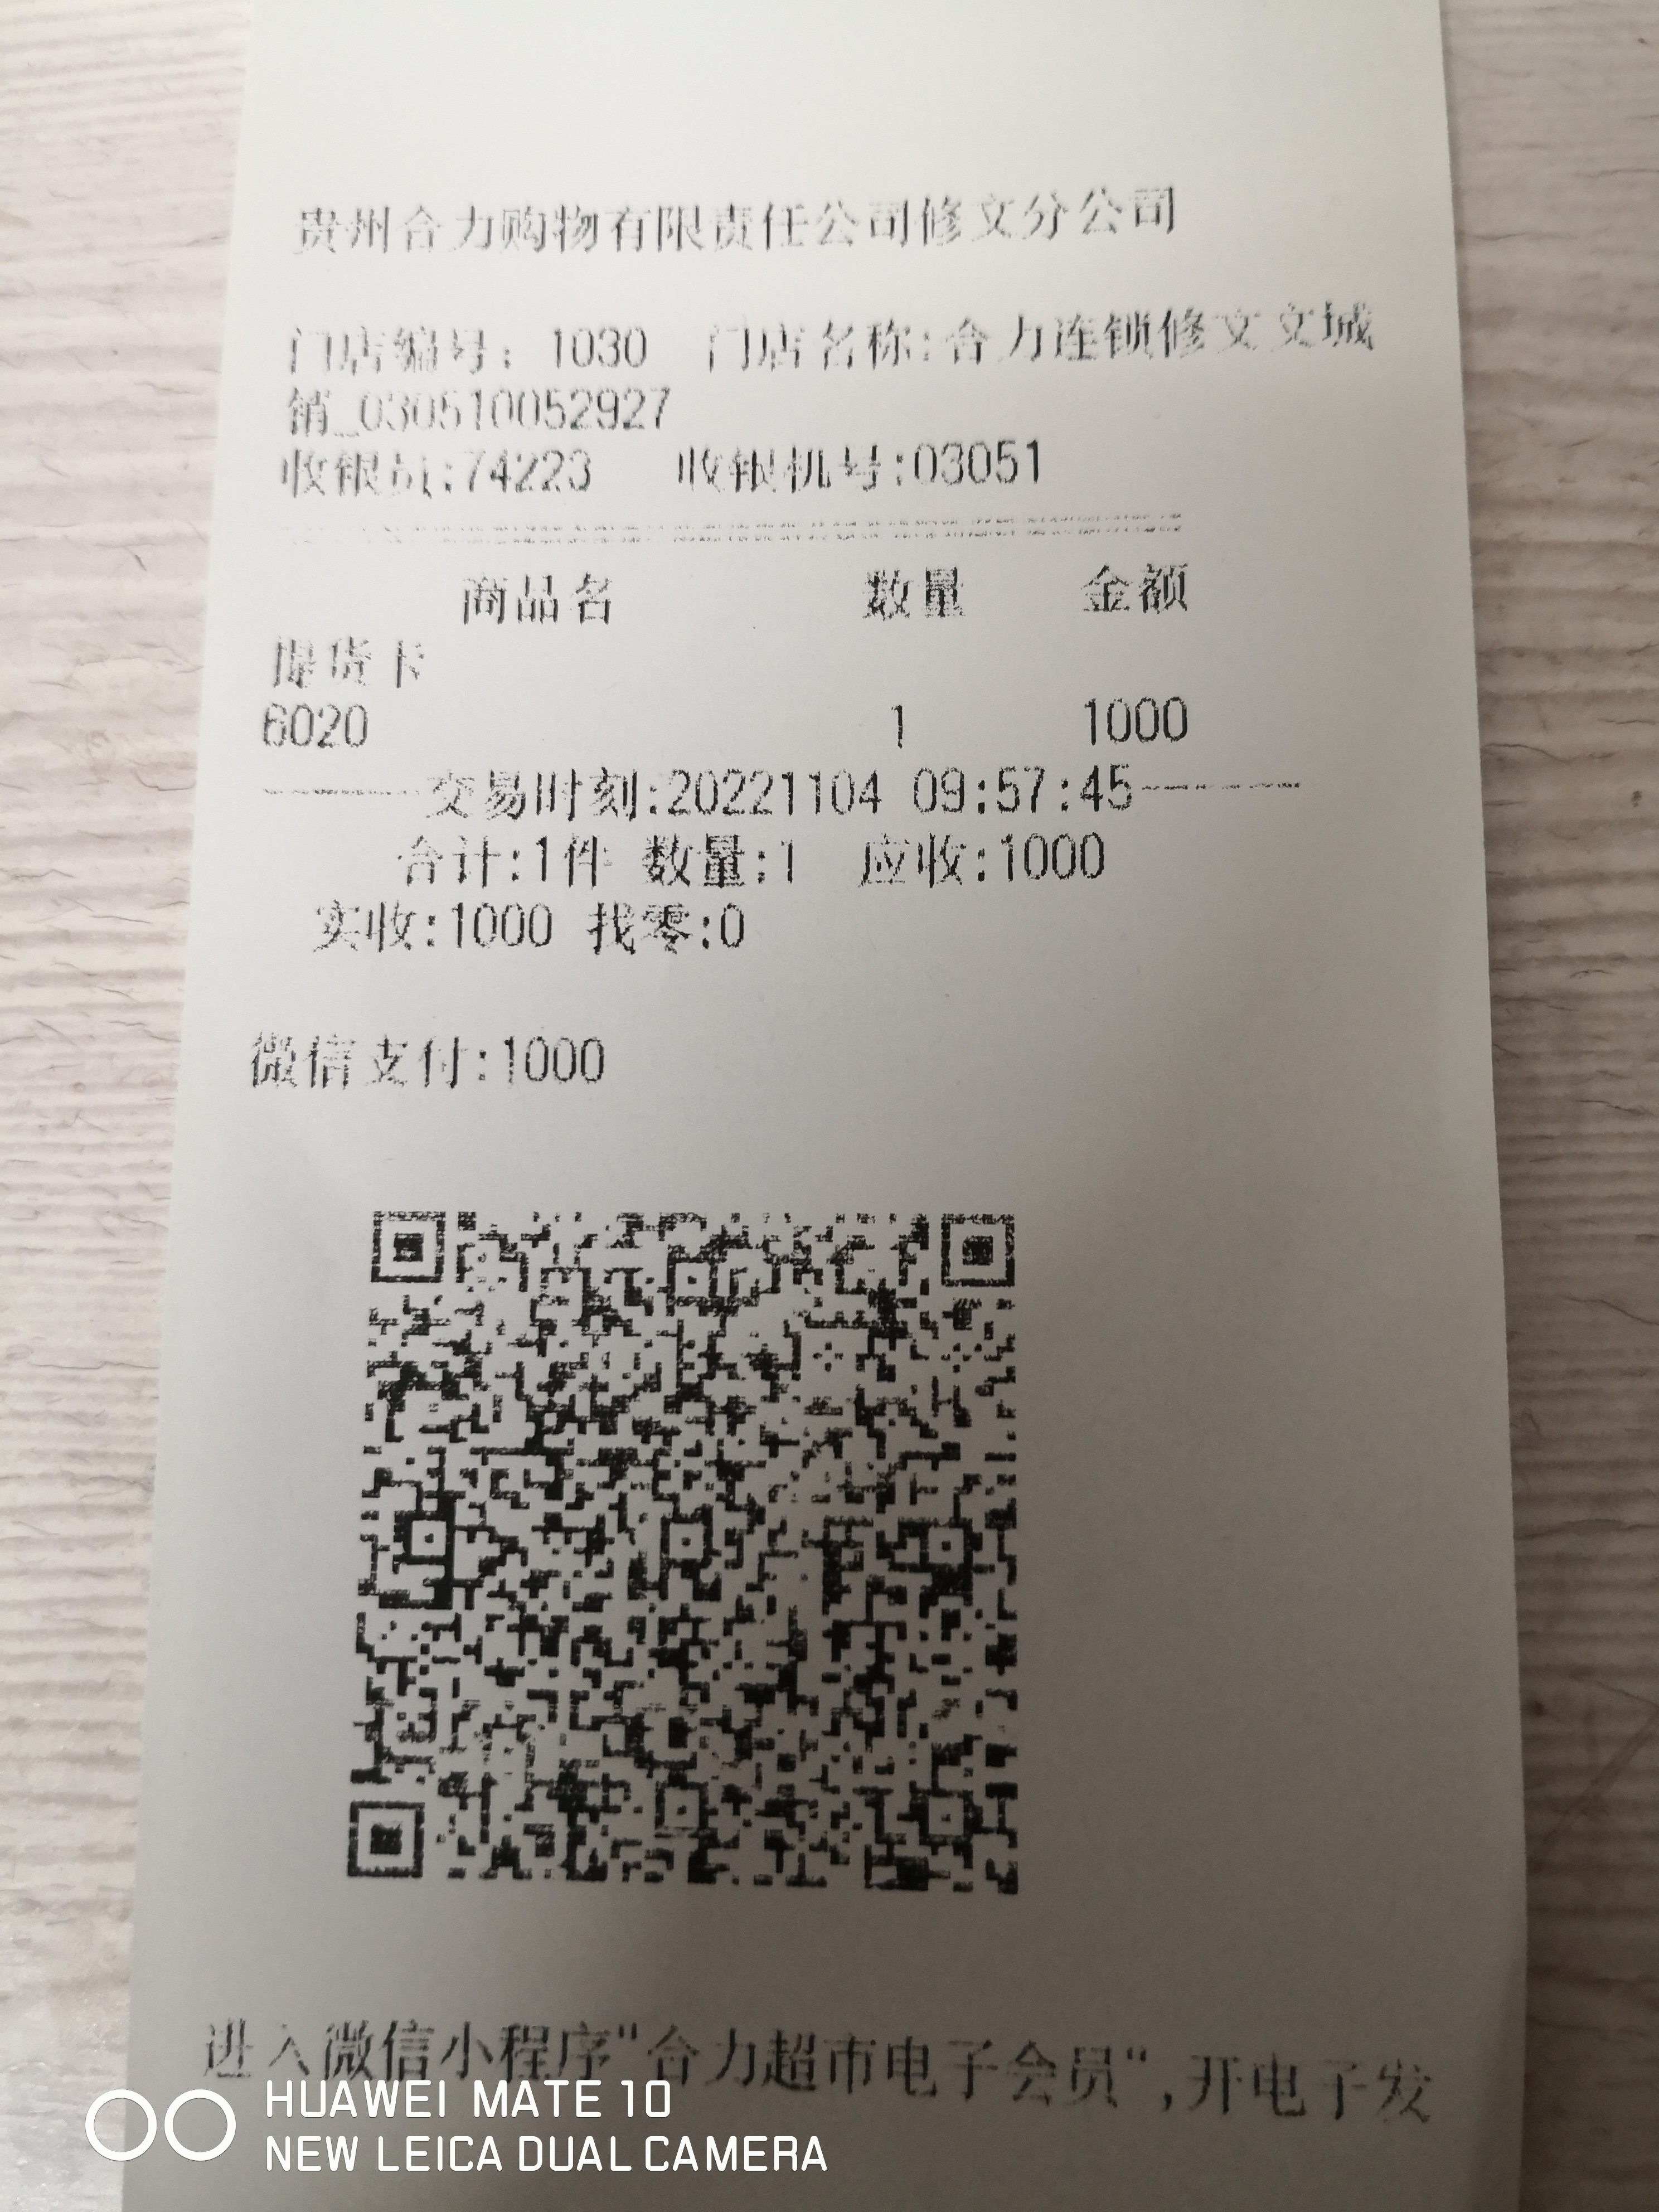 贵州合力购物有限责任公司修文分公司
门店编号: 1030 门店名称:合力连锁修文文城
销_030510052927
收银员:74223 收银机号:03051
商品名 数量 金额
提货卡
6020 1 1000
交易时刻:20221104 09:57:45
合计:1件 数量:1 应收:1000
实收:1000 找零:0
微信支付:1000
进入微信小程序"合力超市电子会员",开电子发
HUAWEI MATE 10
NEW LEICA DUAL CAMERA